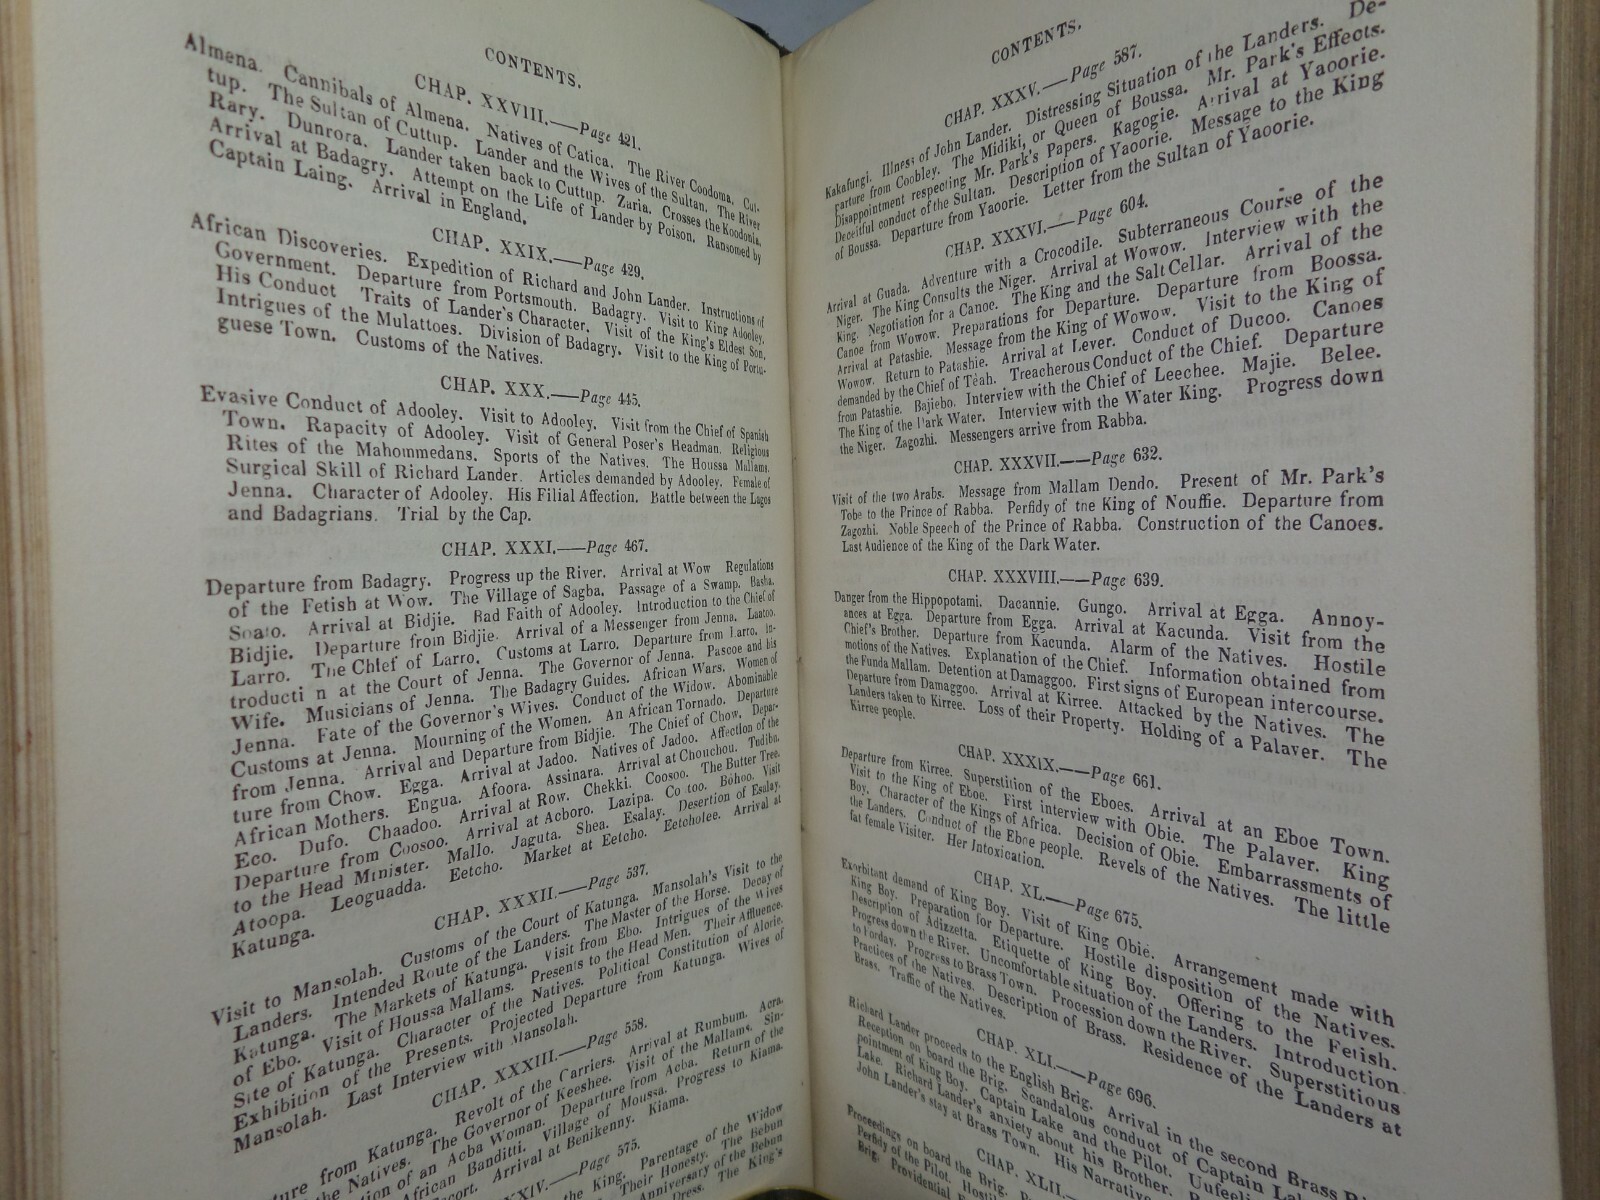 CONTENTS.
CHAP. XXVIII.—Page 421.
Almena. Cannibals of Almena. Natives of Catica. The River Coodoma, Cut-
tup. The Sultan of Cuttup. Lander and the Wives of the Sultan. The River
Rary. Dunrora. Lander taken back to Cuttup. Zaria. Crosses the Koodonia.
Arrival at Badagry. Attempt on the Life of Lander by Poison. Ransomed by
Captain Laing. Arrival in England.
CHAP. XXIX.—Page 429.
African Discoveries. Expedition of Richard and John Lander. Instructions of
Government. Departure from Portsmouth. Badagry. Visit to King Adooley.
His Conduct Traits of Lander's Character. Visit of the King's Eldest Son.
Intrigues of the Mulattoes. Division of Badagry. Visit to the King of Portu-
guese Town. Customs of the Natives.
CHAP. XXX.—Page 445.
Evasive Conduct of Adooley. Visit to Adooley. Visit from the Chief of Spanish
Town. Rapacity of Adooley. Visit of General Poser's Headman. Religious
Rites of the Mahommedans. Sports of the Natives. The Houssa Mallams.
Surgical Skill of Richard Lander. Articles demanded by Adooley. Female of
Jenna. Character of Adooley. His Filial Affection. Battle between the Lagos
and Badagrians. Trial by the Cap.
CHAP. XXXI.—Page 467.
Departure from Badagry. Progress up the River. Arrival at Wow Regulations
of the Fetish at Wow. The Village of Sagba. Passage of a Swamp. Basha.
Soato. Arrival at Bidjie. Bad Faith of Adooley. Introduction to the Chief of
Bidjie. Departure from Bidjie. Arrival of a Messenger from Jenna. Laatoo.
Larro. The Chief of Larro. Customs at Larro. Departure from Larro. In-
troducti n at the Court of Jenna. The Governor of Jenna. Pascoe and his
Wife. Musicians of Jenna. The Badagry Guides. African Wars. Women of
Jenna. Fate of the Governor's Wives. Conduct of the Widow. Abominable
Customs at Jenna. Mourning of the Women. An African Tornado. Departure
from Jenna. Arrival and Departure from Bidjie. The Chief of Chow. Depar-
ture from Chow. Egga. Arrival at Jadoo. Natives of Jadoo. Affection of the
African Mothers. Engua. Afoora. Assinara. Arrival at Chouchou. Tudibu.
Eco. Dufo. Chaadoo. Arrival at Row. Chekki. Coosoo. The Butter Tree.
Departure from Coosoo. Arrival at Acboro. Lazipa. Co too. Bohoo. Visit
to the Head Minister. Mallo. Jaguta. Shea. Esalay. Desertion of Esalay.
Atoopa. Leoguadda. Eetcho. Market at Eetcho. Eetcholee. Arrival at
Katunga.
CHAP. XXXII.—Page 537.
Visit to Mansolah. Customs of the Court of Katunga. Mansolah's Visit to the
Landers. Intended Route of the Landers. The Master of the Horse. Decay of
Katunga. The Markets of Katunga. Visit from Ebo. Intrigues of the Wives
of Ebo. Visit of Houssa Mallams. Presents to the Head Men. Their Affluence.
Site of Katunga. Character of the Natives. Political Constitution of Alorie.
Exhibition of the Presents. Projected Departure from Katunga. Wives of
Mansolah. Last Interview with Mansolah.
CHAP. XXXIII.—Page 558.
ture from Katunga. Revolt of the Carriers. Arrival at Rumbum. Acra.
the Natives. The Governor of Keeshee. Visit of the Mallams. Sin-
tion of an Acba Woman. Departure from Acba. Return of the
African Banditti. Village of Moussa. Progress to Kiama.
cort. Arrival at Benikenny. Kiama.
XXIV.—Page 575.
the King. Parentage of the Widow
Their Honesty. The Bebun
Anniversary of the Bebun
Dress. The King's
CONTENTS.
CHAP. XXXV.—Page 587.
Kakafungi. Illness of John Lander. Distressing Situation of the Landers. De-
parture from Coobley. The Midiki, or Queen of Boussa. Mr. Park's Effects.
Disappointment respecting Mr. Park's Papers. Kagogie. Arrival at Yaoorie.
Deceitful conduct of the Sultan. Description of Yaoorie. Message to the King
of Boussa. Departure from Yaoorie. Letter from the Sultan of Yaoorie.
CHAP. XXXVI.—Page 604.
Arrival at Guada. Adventure with a Crocodile. Subterraneous Course of the
Niger. The King Consults the Niger. Arrival at Wowow. Interview with the
King. Negotiation for a Canoe. The King and the Salt Cellar. Arrival of the
Canoe from Wowow. Preparations for Departure. Departure from Boossa.
Arrival at Patashie. Message from the King of Wowow. Visit to the King of
Wowow. Return to Patashie. Arrival at Lever. Conduct of Ducoo. Canoes
demanded by the Chief of Teah. Treacherous Conduct of the Chief. Departure
from Patashie. Bajiebo. Interview with the Chief of Leechee. Majie. Belee.
The King of the Dark Water. Interview with the Water King. Progress down
the Niger. Zagozhi. Messengers arrive from Rabba.
CHAP. XXXVII.—Page 632.
Visit of the two Arabs. Message from Mallam Dendo. Present of Mr. Park's
Tobe to the Prince of Rabba. Perfidy of the King of Nouffie. Departure from
Zagozhi. Noble Speech of the Prince of Rabba. Construction of the Canoes.
Last Audience of the King of the Dark Water.
CHAP. XXXVIII.—Page 639.
Danger from the Hippopotami. Dacannie. Gungo. Arrival at Egga. Annoy-
ances at Egga. Departure from Egga. Arrival at Kacunda. Visit from the
Chief's Brother. Departure from Kacunda. Alarm of the Natives. Hostile
motions of the Natives. Explanation of the Chief. Information obtained from
the Funda Mallam. Detention at Damaggoo. First signs of European intercourse.
Departure from Damaggoo. Arrival at Kirree. Attacked by the Natives. The
Landers taken to Kirree. Loss of their Property. Holding of a Palaver. The
Kirree people.
CHAP. XXXIX.—Page 661.
Departure from Kirree. Superstition of the Eboes. Arrival at an Eboe Town.
Visit to the King of Eboe. First interview with Obie. The Palaver. King
Boy. Character of the Kings of Africa. Decision of Obie. Embarrassments of
the Landers. Conduct of the Eboe people. Revels of the Natives. The little
fat female Visiter. Her Intoxication.
CHAP. XL.—Page 675.
Exorbitant demand of King Boy. Visit of King Obie. Arrangement made with
King Boy. Preparation for Departure. Hostile disposition of the Natives.
Description of Adizzetta. Etiquette of King Boy. Offering to the Fetish.
Progress down the River. Uncomfortable situation of the Landers. Introduction
to Forday. Progress to Brass Town. Procession down the River. Superstitious
Practices of the Natives. Description of Brass. Residence of the Landers at
Brass. Traffic of the Natives.
CHAP. XLI.—Page 696.
Richard Lander proceeds to the English Brig. Arrival in the second Brass
Reception on board the Brig. Scandalous conduct of Captain
pointment of King Boy. Captain Lake and the Pilot. Unfeeli
Lake. Richard Lander's anxiety about his Brother.
John Lander's stay at Brass Town. His Narrativ
CHAP. XLII.
Proceedings on board the Brig.
Perfidy of the Pilot. Hostil
Brig. Providential